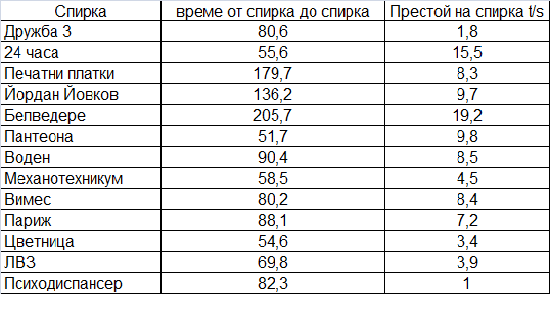 Спирка време от спирка до спирка Престой на спирка t/s
Дружба 3 80,6 1,8
24 часа 55,6 15,5
Печатни платки 179,7 8,3
Йордан Йовков 136,2 9,7
Белведере 205,7 19,2
Пантеона 51,7 9,8
Воден 90,4 8,5
Механотехникум 58,5 4,5
Вимес 80,2 8,4
Париж 88,1 7,2
Цветница 54,6 3,4
ЛВЗ 69,8 3,9
Психодиспансер 82,3 1